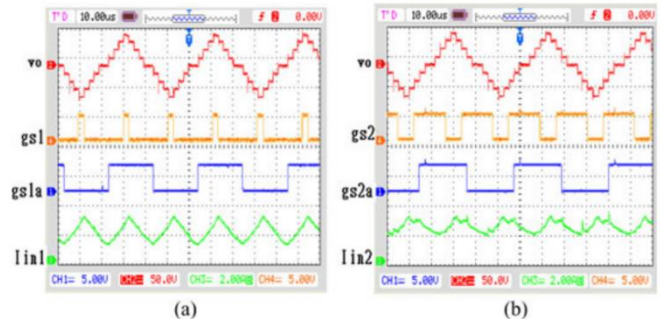 T'D 10.00us 0.00V
vo
gs1
gs1a
Iin1
CH1= 5.00V CH2= 50.0V CH3= 2.00A CH4= 5.00V
(a)
T'D 10.00us 0.00V
vo
gs2
gs2a
Iin2
CH1= 5.00V CH2= 50.0V CH3= 2.00A CH4= 5.00V
(b)